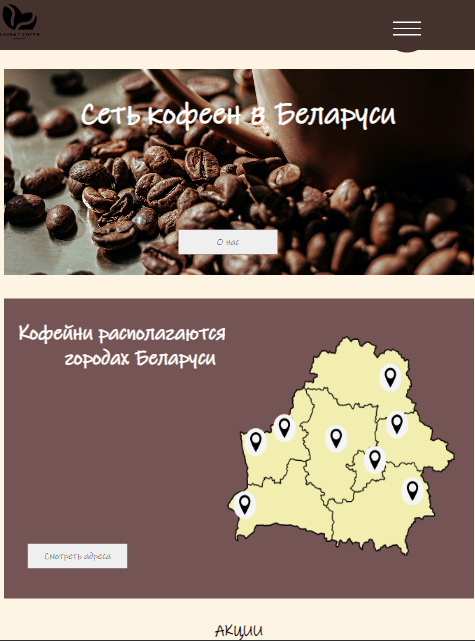 Сеть кофеен в Беларуси
О нас
Кофейни располагаются
городах Беларуси
Смотреть адреса
АКЦИИ